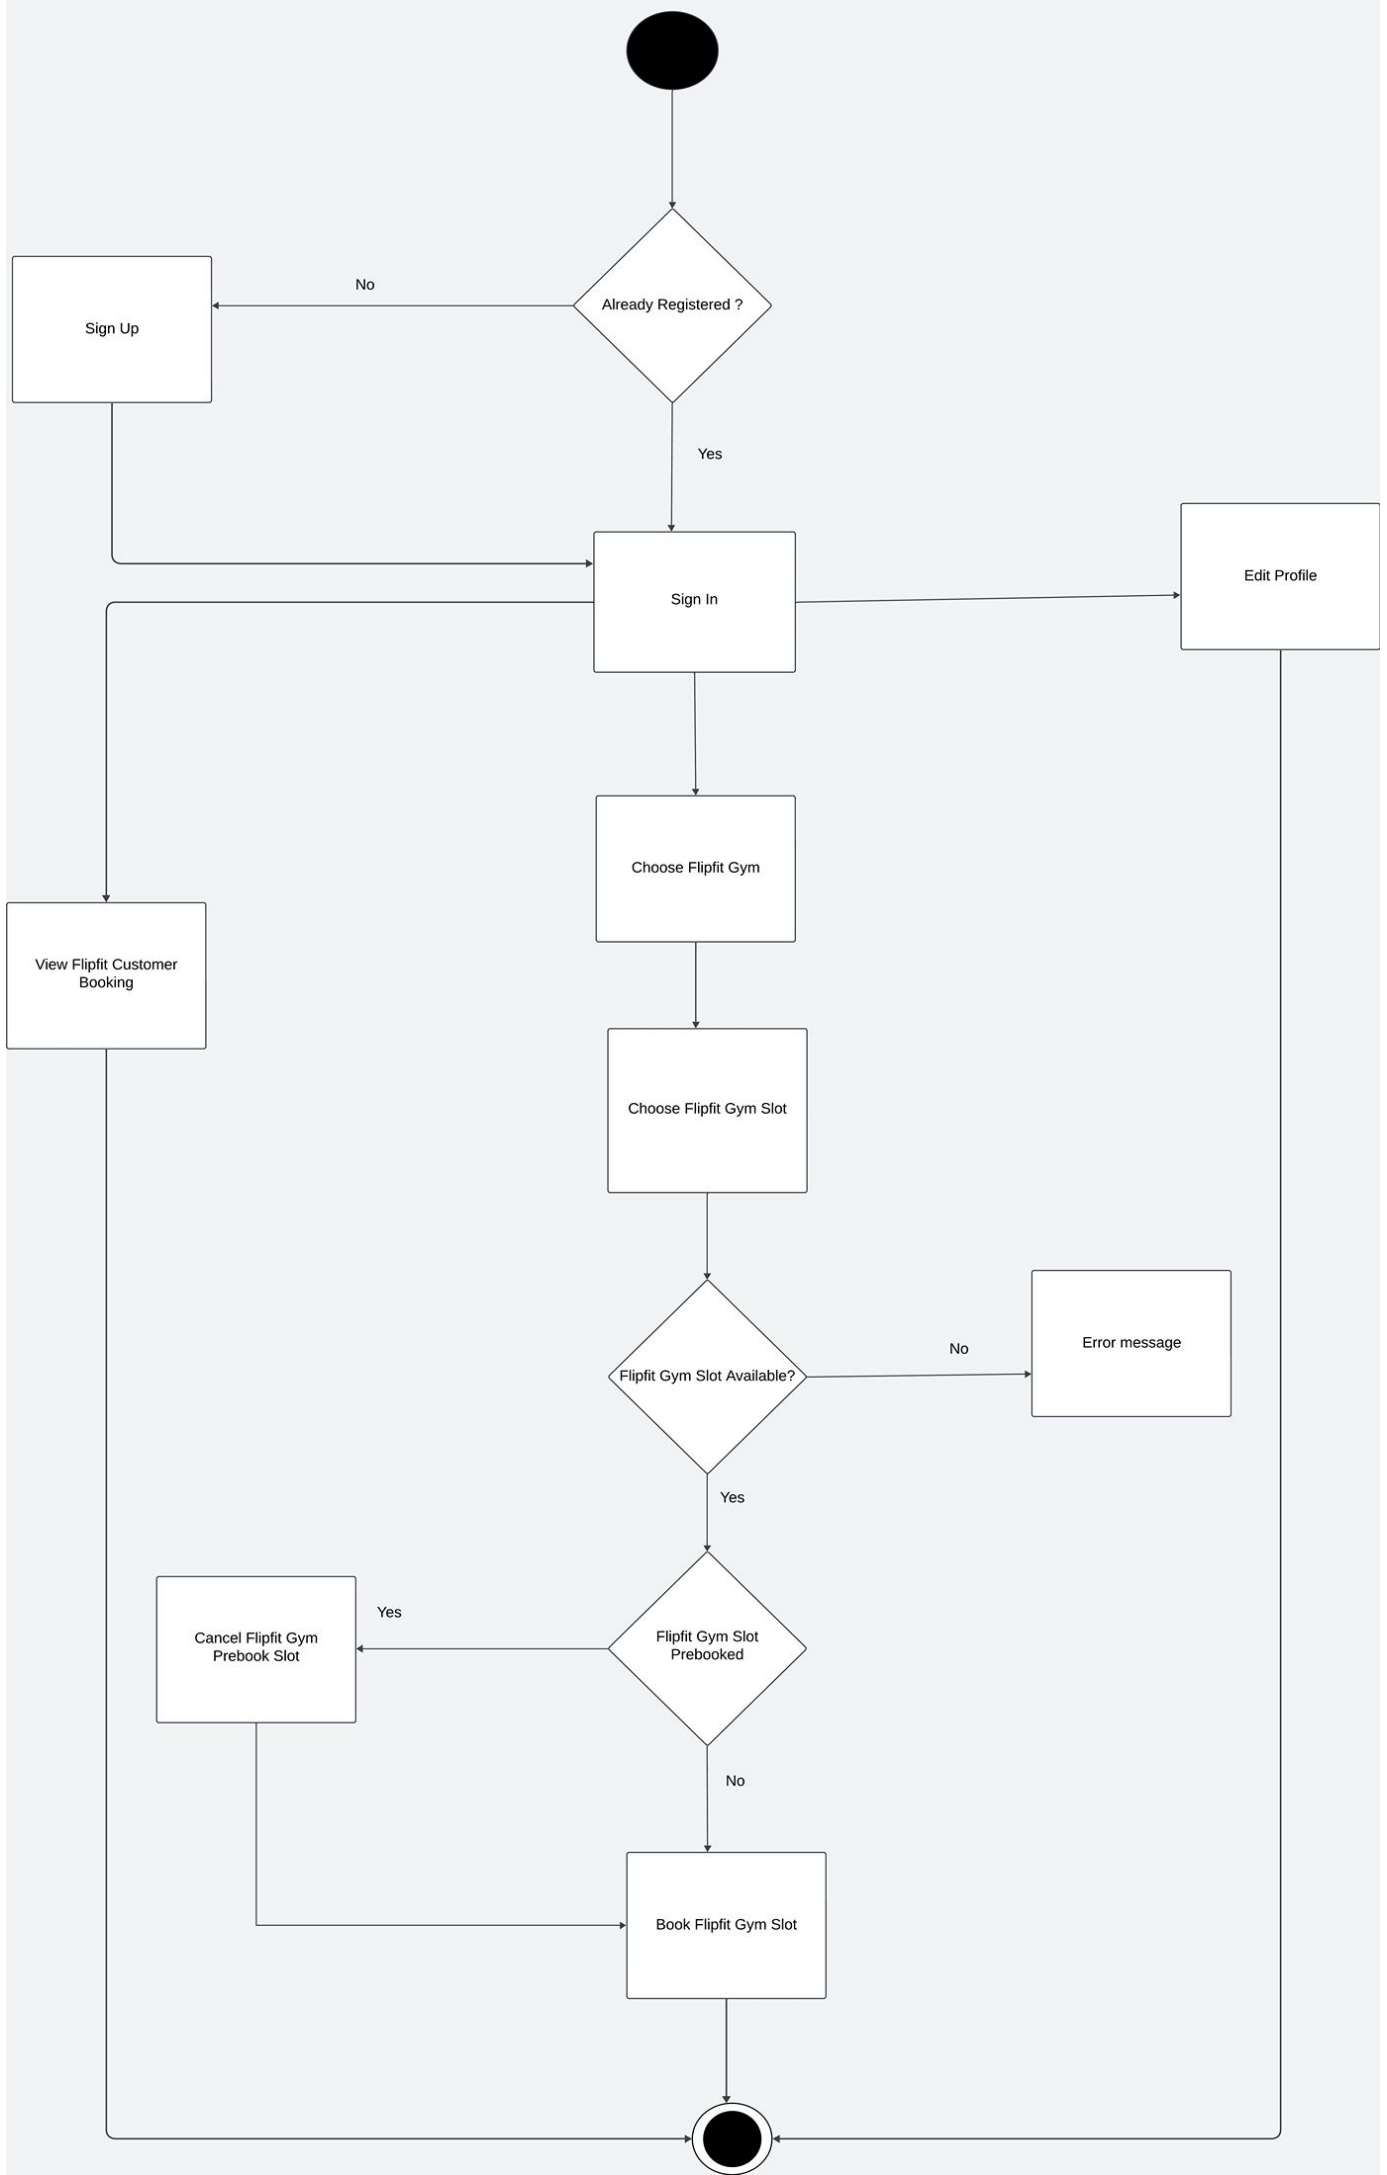 No
Already Registered ?
Sign Up
Yes
Edit Profile
Sign In
Choose Flipfit Gym
View Flipfit Customer
Booking
Choose Flipfit Gym Slot
Error message
No
Flipfit Gym Slot Available?
Yes
Yes
Cancel Flipfit Gym
Prebook Slot
Flipfit Gym Slot
Prebooked
No
Book Flipfit Gym Slot